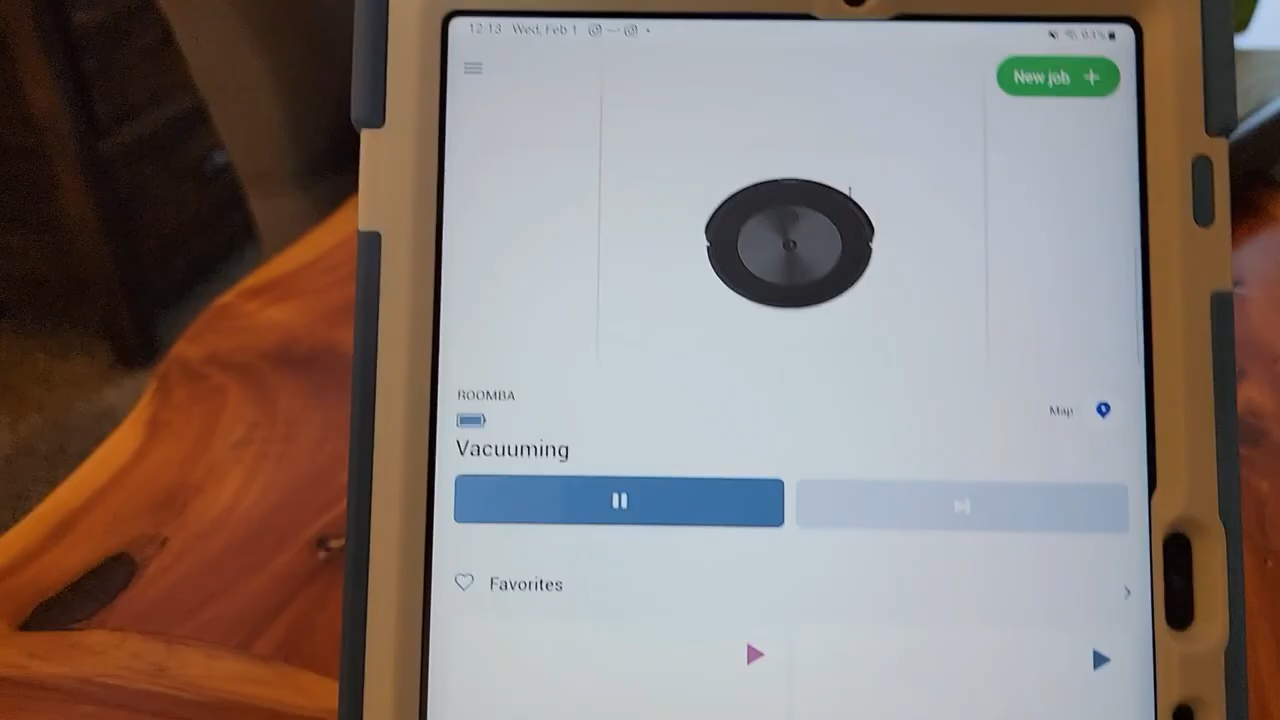 12:13 Wed, Feb 1
New job +
ROOMBA
Map
Vacuuming
Favorites